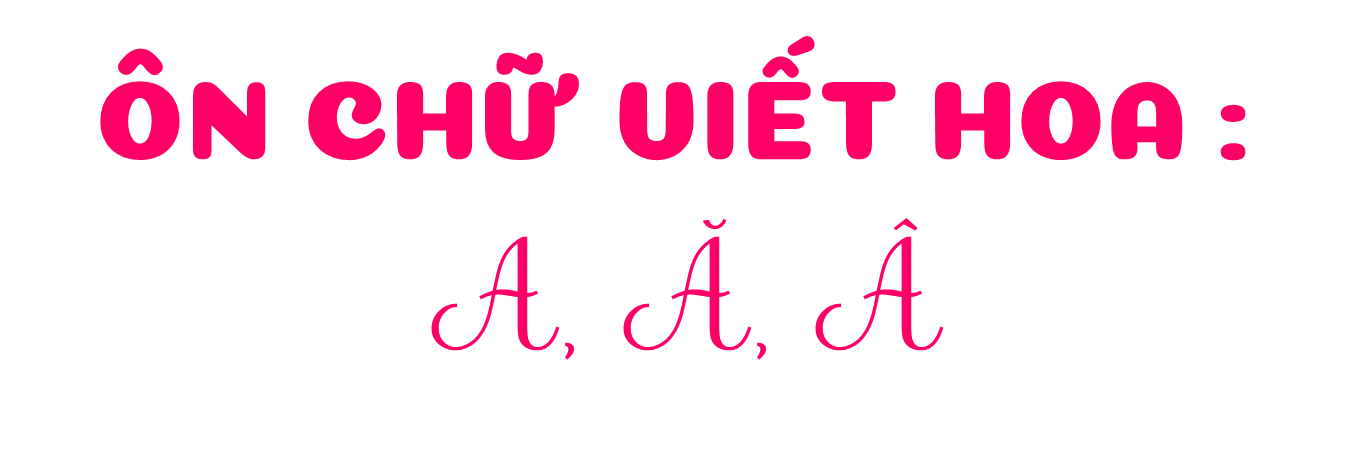 ÔN CHỮ VIẾT HOA :
A, Ă, Â